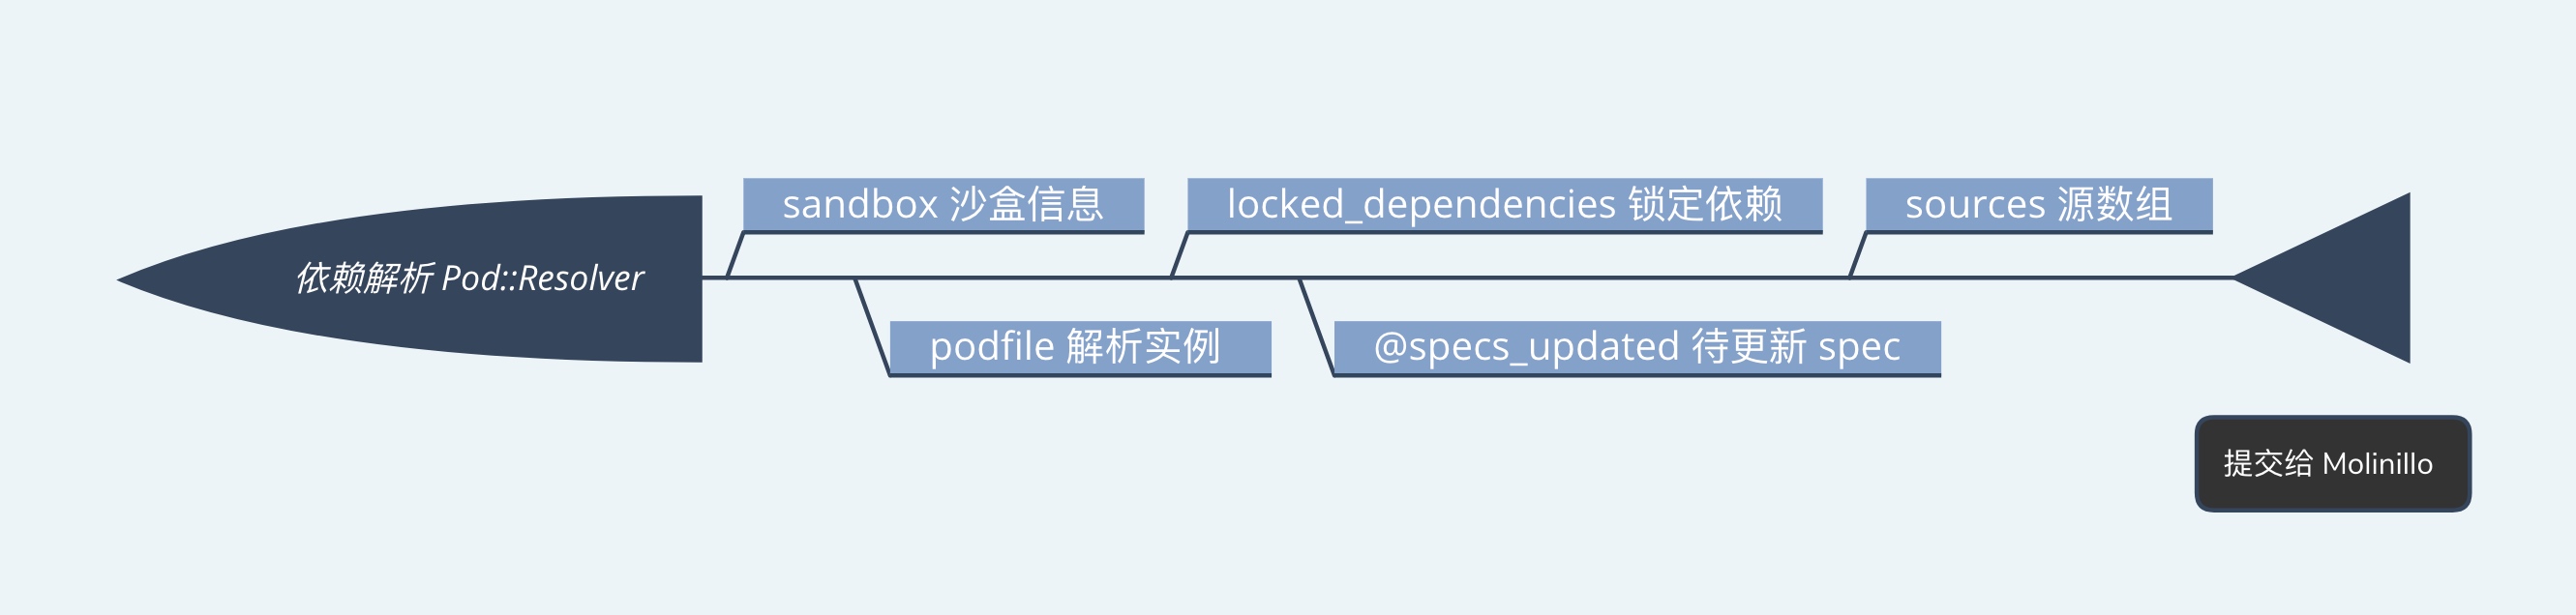 依赖解析 Pod::Resolver
sandbox 沙盒信息
podfile 解析实例
locked_dependencies 锁定依赖
@specs_updated 待更新 spec
sources 源数组
提交给 Molinillo